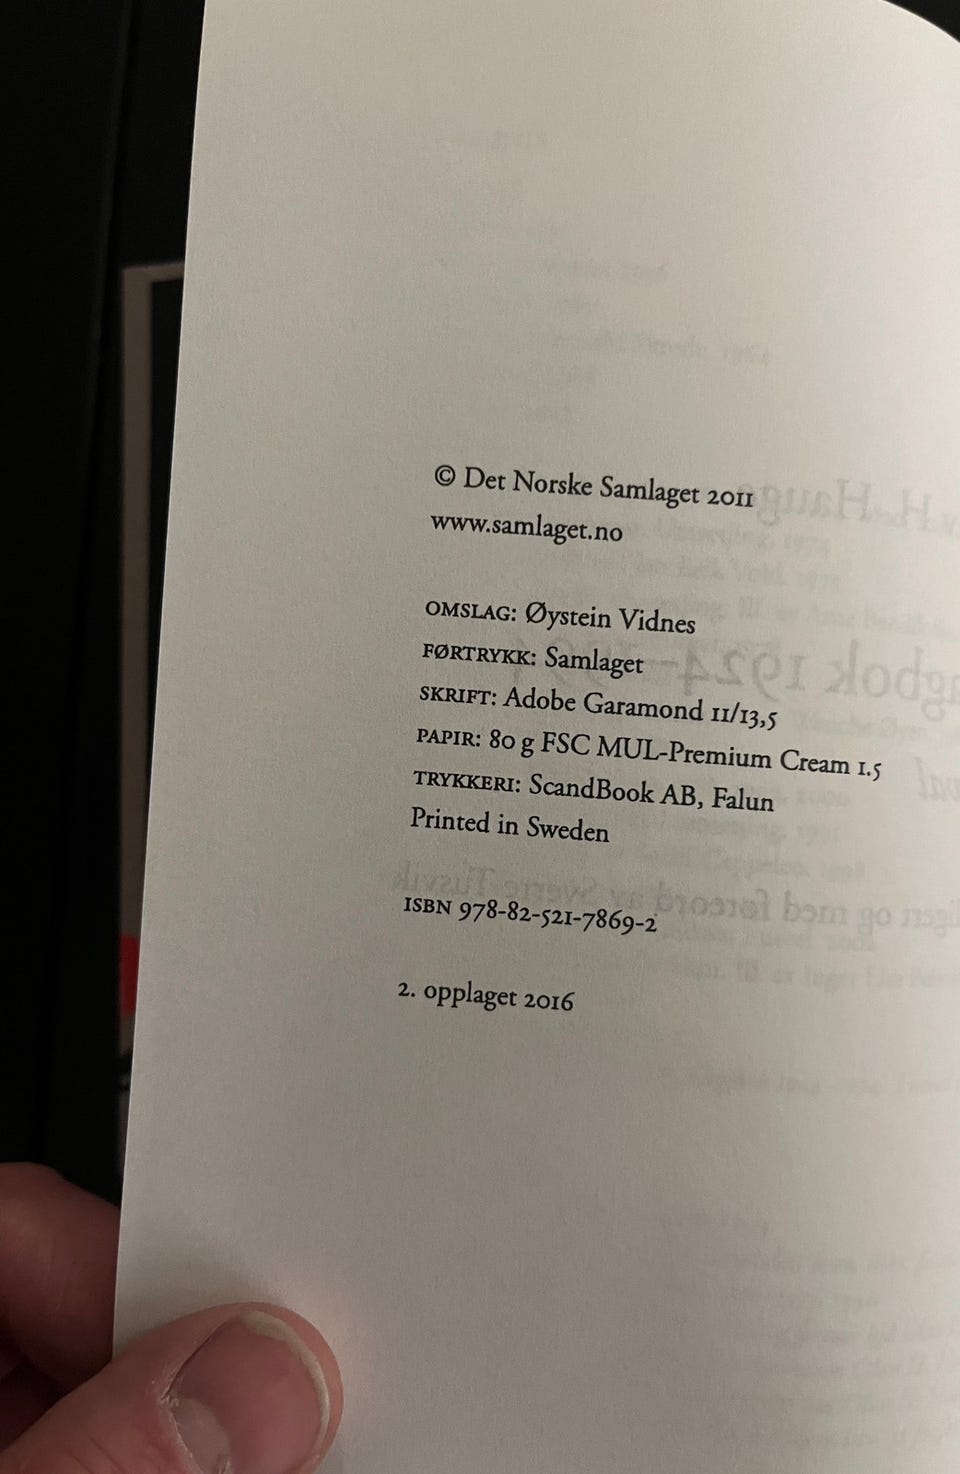 © Det Norske Samlaget 2011
www.samlaget.no
OMSLAG: Øystein Vidnes
FØRTRYKK: Samlaget
SKRIFT: Adobe Garamond 11/13,5
PAPIR: 80 g FSC MUL-Premium Cream 1.5
TRYKKERI: ScandBook AB, Falun
Printed in Sweden
ISBN 978-82-521-7869-2
2. opplaget 2016